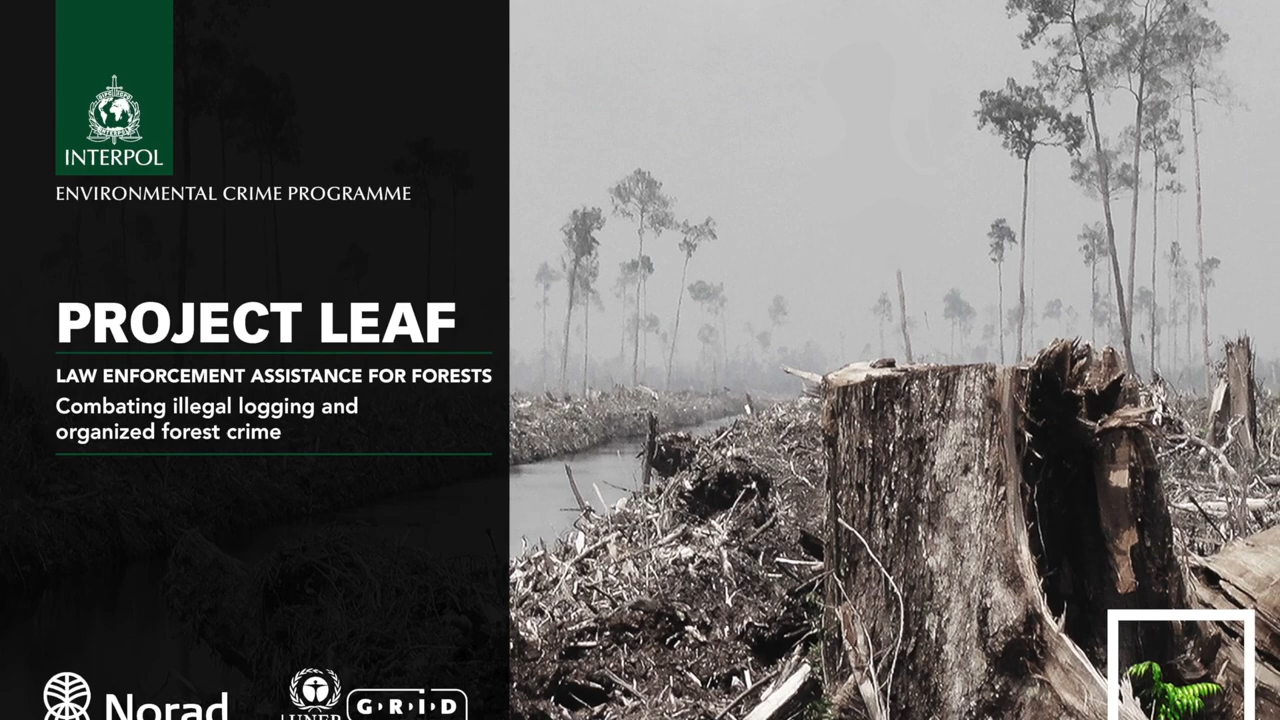 INTERPOL
ENVIRONMENTAL CRIME PROGRAMME
PROJECT LEAF
LAW ENFORCEMENT ASSISTANCE FOR FORESTS
Combating illegal logging and
organized forest crime
Norad
UNEP
G·R·I·D